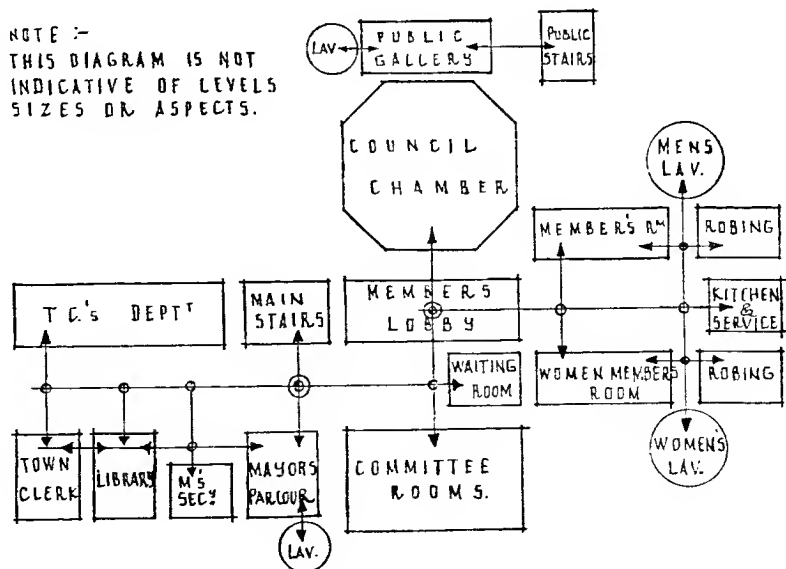 NOTE :-
THIS DIAGRAM IS NOT
INDICATIVE OF LEVELS
SIZES OR ASPECTS.
LAV
PUBLIC
GALLERY
PUBLIC
STAIRS
COUNCIL
CHAMBER
MENS
LAV.
MEMBER'S RM
ROBING
T C.'s DEPTT
MAIN
STAIRS
MEMBERS
LOBBY
KITCHEN
&
SERVICE
WAITING
ROOM
WOMEN MEMBERS
ROOM
ROBING
TOWN
CLERK
LIBRARY
M's
SECY.
MAYORS
PARLOUR
COMMITTEE
ROOMS.
WOMEN'S
LAV.
LAV.